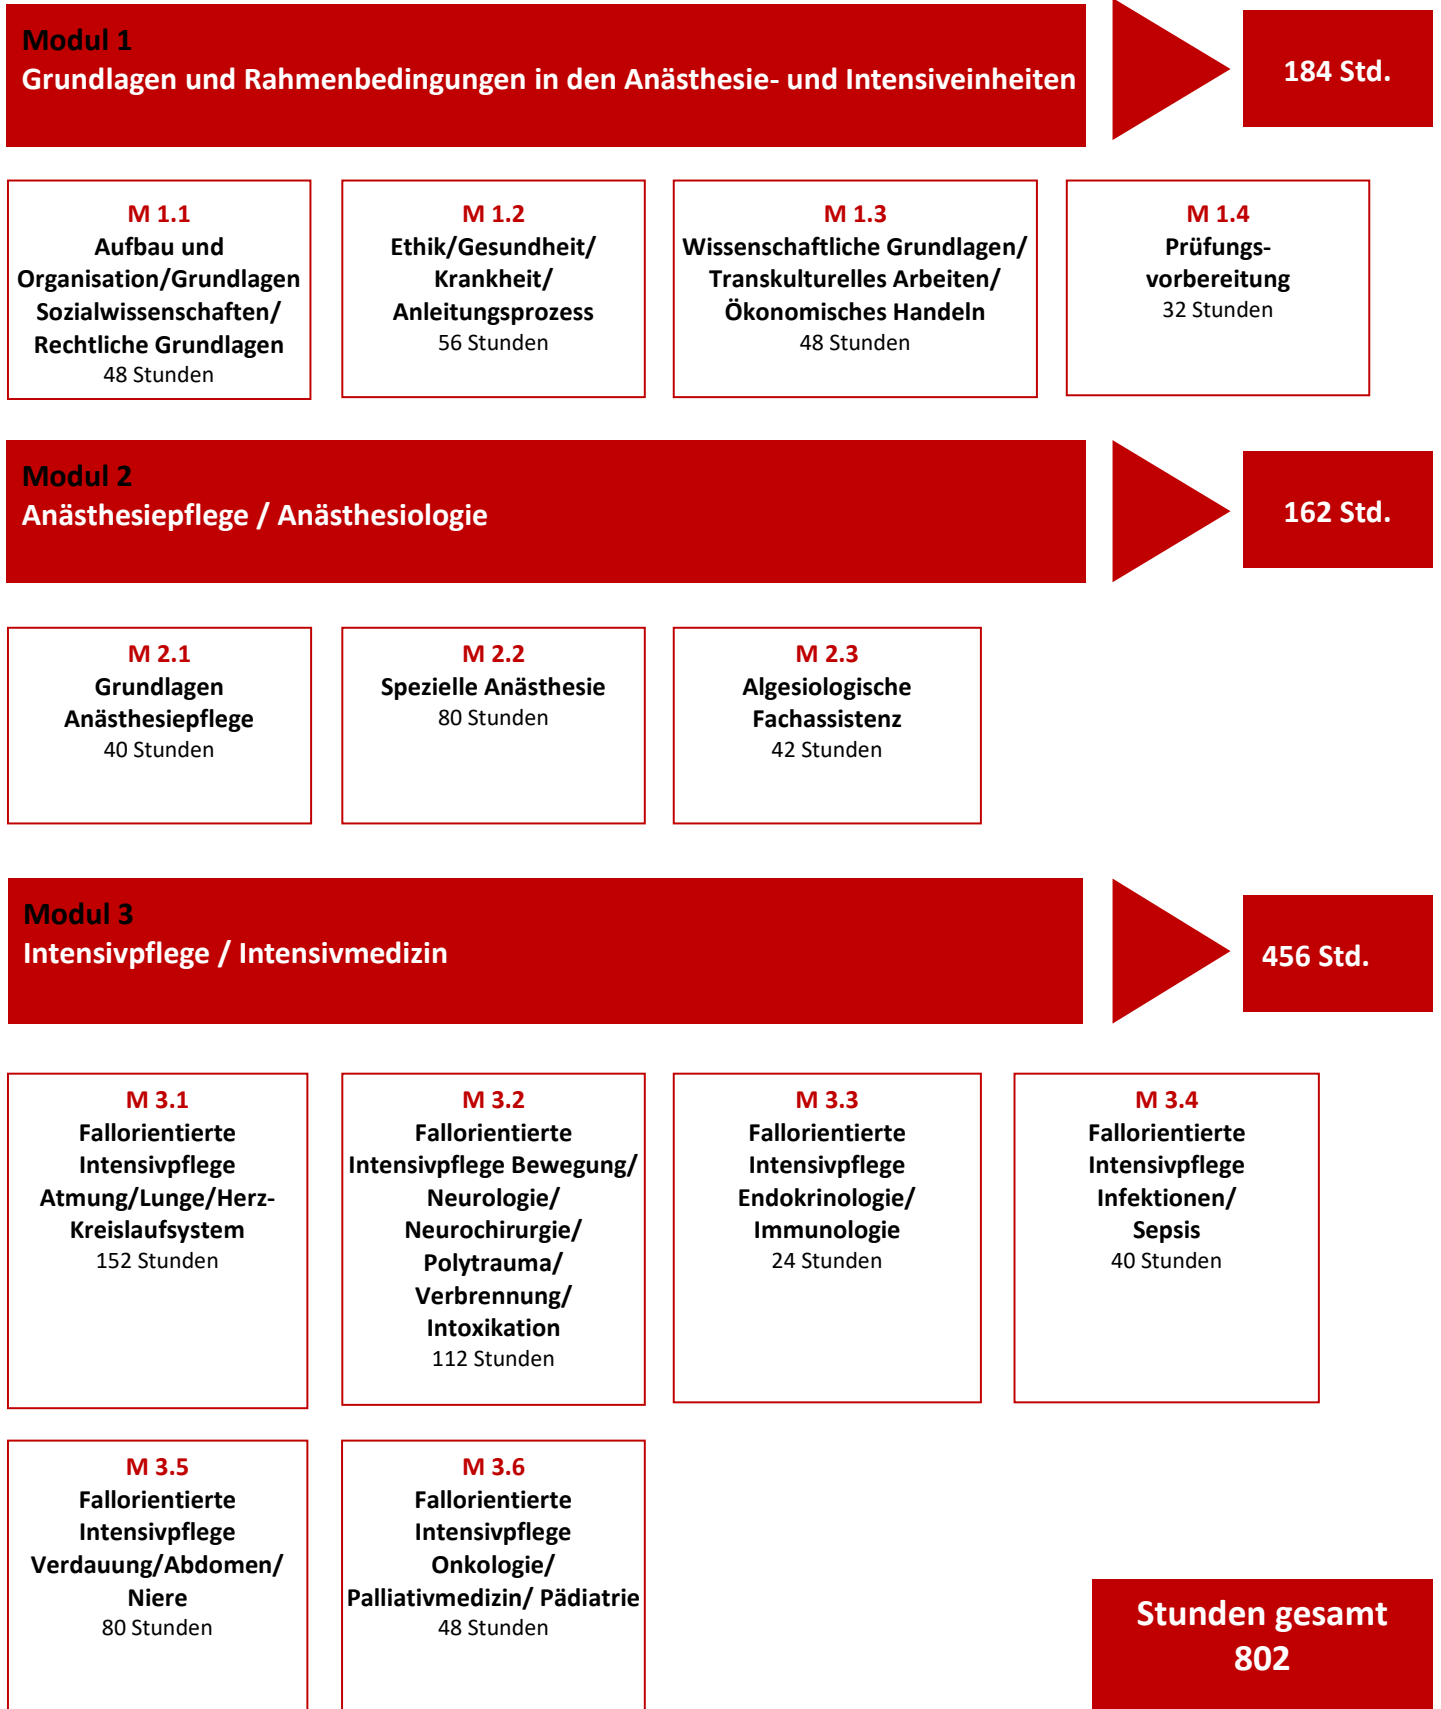 Modul 1
Grundlagen und Rahmenbedingungen in den Anästhesie- und Intensiveinheiten
184 Std.
M 1.1
Aufbau und
Organisation/Grundlagen
Sozialwissenschaften/
Rechtliche Grundlagen
48 Stunden
M 1.2
Ethik/Gesundheit/
Krankheit/
Anleitungsprozess
56 Stunden
M 1.3
Wissenschaftliche Grundlagen/
Transkulturelles Arbeiten/
Ökonomisches Handeln
48 Stunden
M 1.4
Prüfungs-
vorbereitung
32 Stunden
Modul 2
Anästhesiepflege / Anästhesiologie
162 Std.
M 2.1
Grundlagen
Anästhesiepflege
40 Stunden
M 2.2
Spezielle Anästhesie
80 Stunden
M 2.3
Algesiologische
Fachassistenz
42 Stunden
Modul 3
Intensivpflege / Intensivmedizin
456 Std.
M 3.1
Fallorientierte
Intensivpflege
Atmung/Lunge/Herz-
Kreislaufsystem
152 Stunden
M 3.2
Fallorientierte
Intensivpflege Bewegung/
Neurologie/
Neurochirurgie/
Polytrauma/
Verbrennung/
Intoxikation
112 Stunden
M 3.3
Fallorientierte
Intensivpflege
Endokrinologie/
Immunologie
24 Stunden
M 3.4
Fallorientierte
Intensivpflege
Infektionen/
Sepsis
40 Stunden
M 3.5
Fallorientierte
Intensivpflege
Verdauung/Abdomen/
Niere
80 Stunden
M 3.6
Fallorientierte
Intensivpflege
Onkologie/
Palliativmedizin/ Pädiatrie
48 Stunden
Stunden gesamt
802